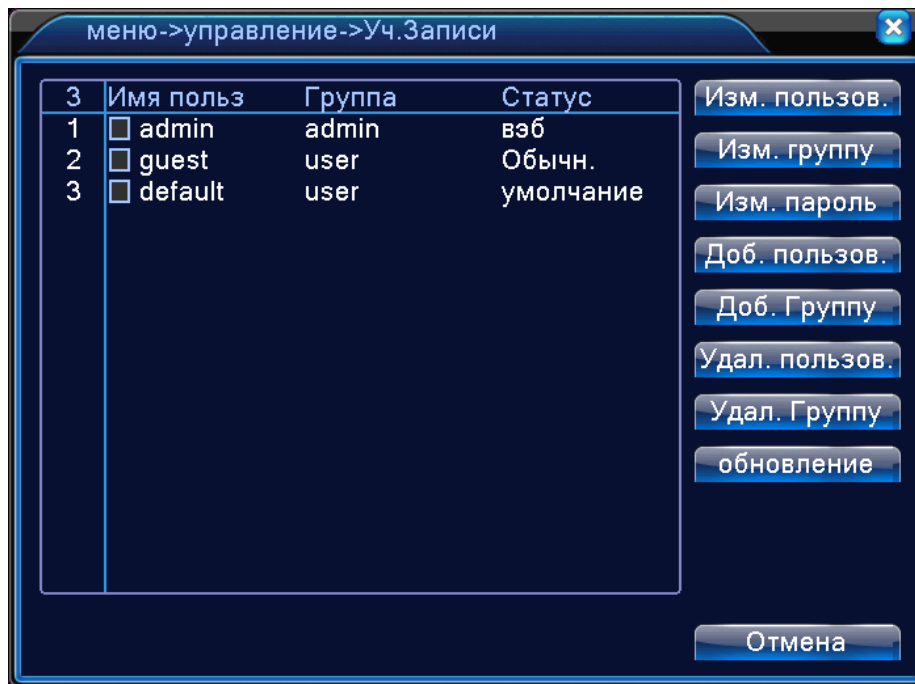 меню->управление->Уч.Записи
3 Имя польз Группа Статус
1 admin admin вэб
2 guest user Обычн.
3 default user умолчание
Изм. пользов.
Изм. группу
Изм. пароль
Доб. пользов.
Доб. Группу
Удал. пользов.
Удал. Группу
обновление
Отмена